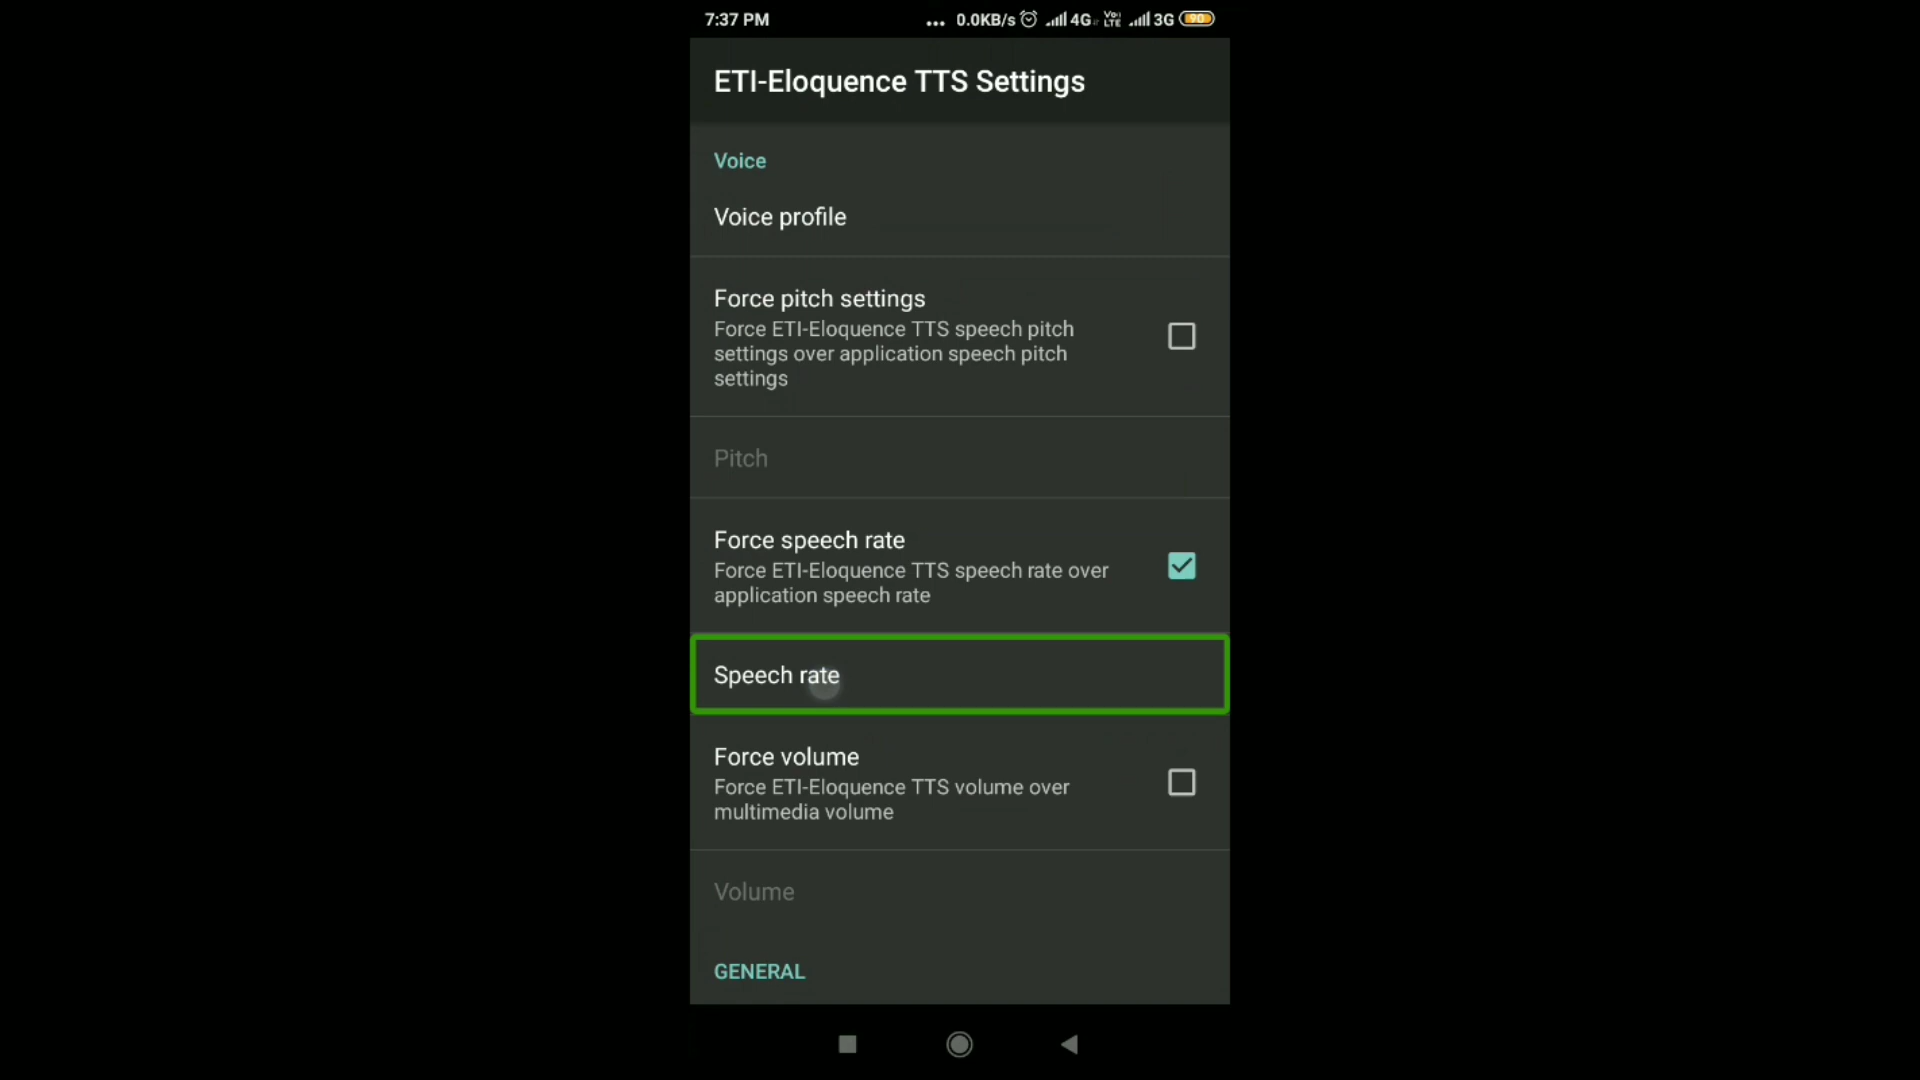 7:37 PM ... 0.0KB/s 4G Vo LTE 3G 90
ETI-Eloquence TTS Settings
Voice
Voice profile
Force pitch settings
Force ETI-Eloquence TTS speech pitch
settings over application speech pitch
settings
Pitch
Force speech rate
Force ETI-Eloquence TTS speech rate over
application speech rate
Speech rate
Force volume
Force ETI-Eloquence TTS volume over
multimedia volume
Volume
GENERAL